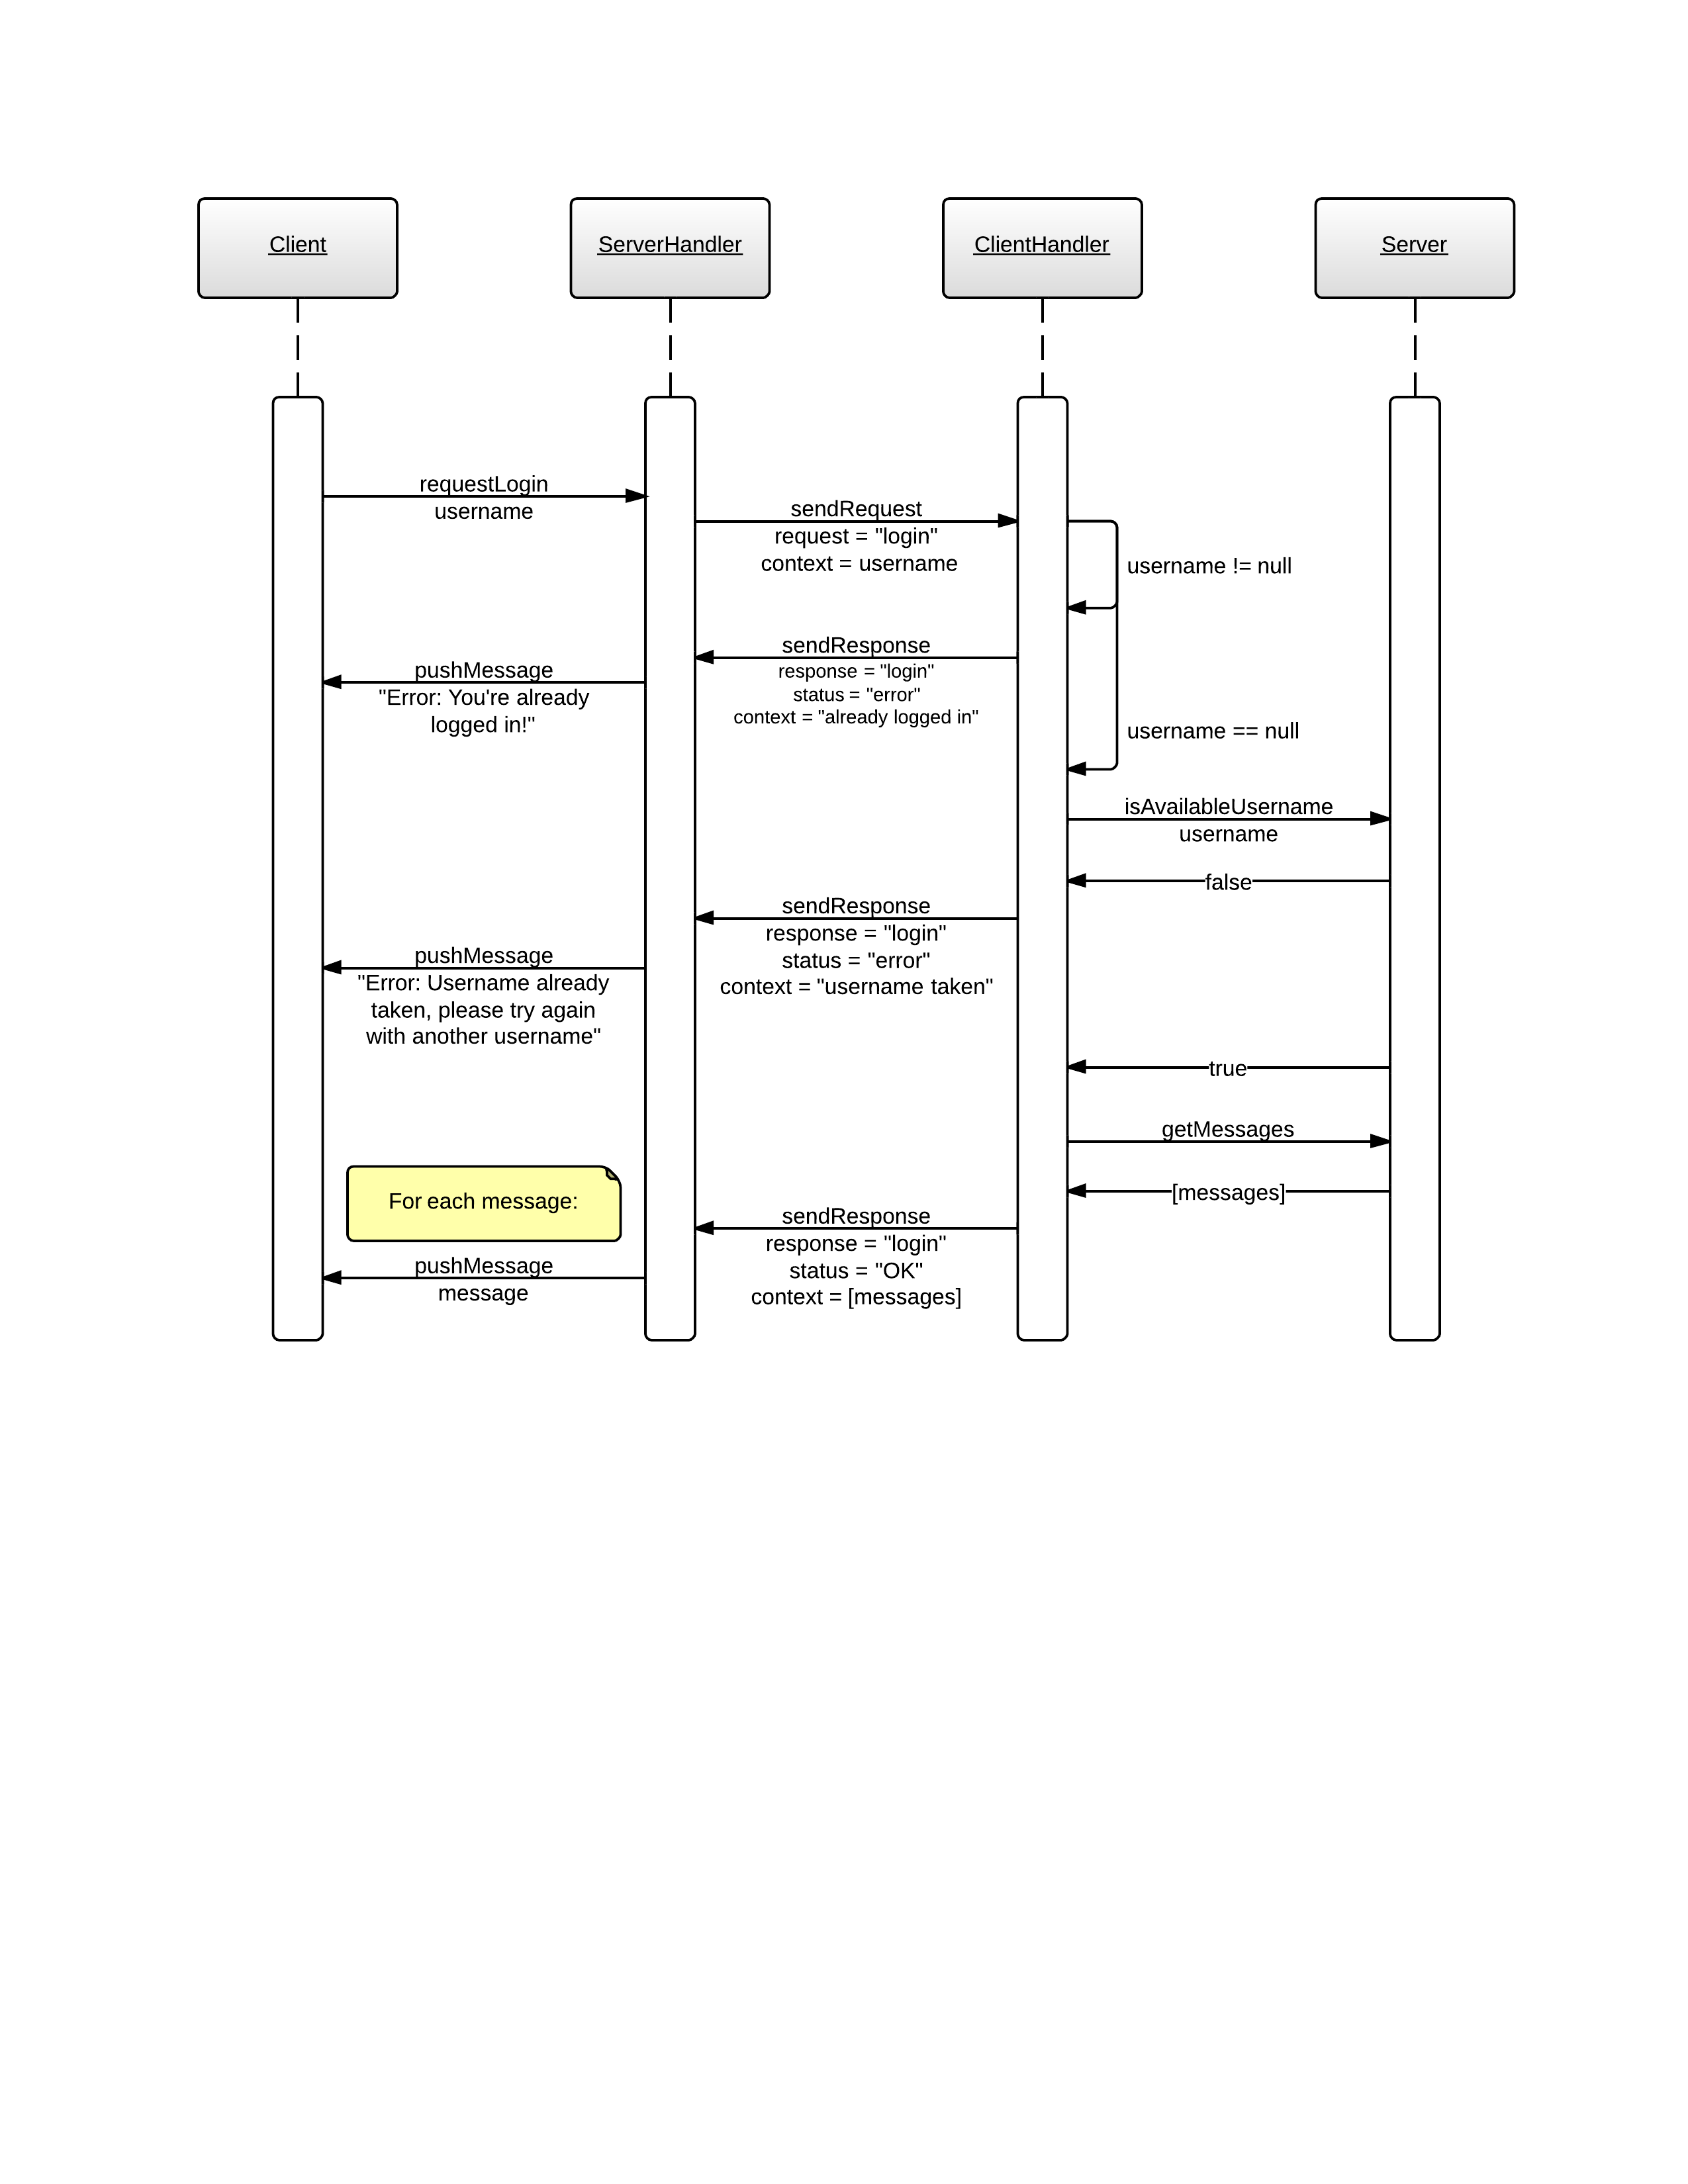 Client
ServerHandler
ClientHandler
Server
requestLogin
username
sendRequest
request = "login"
context = username
username != null
sendResponse
response = "login"
status = "error"
context = "already logged in"
pushMessage
"Error: You're already
logged in!"
username == null
isAvailableUsername
username
false
sendResponse
response = "login"
status = "error"
context = "username taken"
pushMessage
"Error: Username already
taken, please try again
with another username"
true
getMessages
[messages]
For each message:
sendResponse
response = "login"
status = "OK"
context = [messages]
pushMessage
message